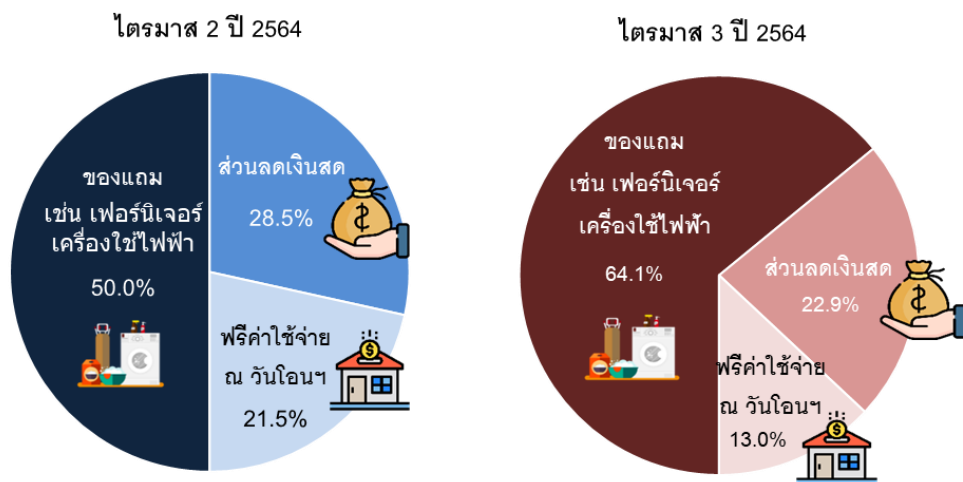 ไตรมาส 2 ปี 2564
ของแถม
เช่น เฟอร์นิเจอร์
เครื่องใช้ไฟฟ้า
50.0%
ส่วนลดเงินสด
28.5%
ฟรีค่าใช้จ่าย
ณ วันโอนฯ
21.5%
ไตรมาส 3 ปี 2564
ของแถม
เช่น เฟอร์นิเจอร์
เครื่องใช้ไฟฟ้า
64.1%
ส่วนลดเงินสด
22.9%
ฟรีค่าใช้จ่าย
ณ วันโอนฯ
13.0%